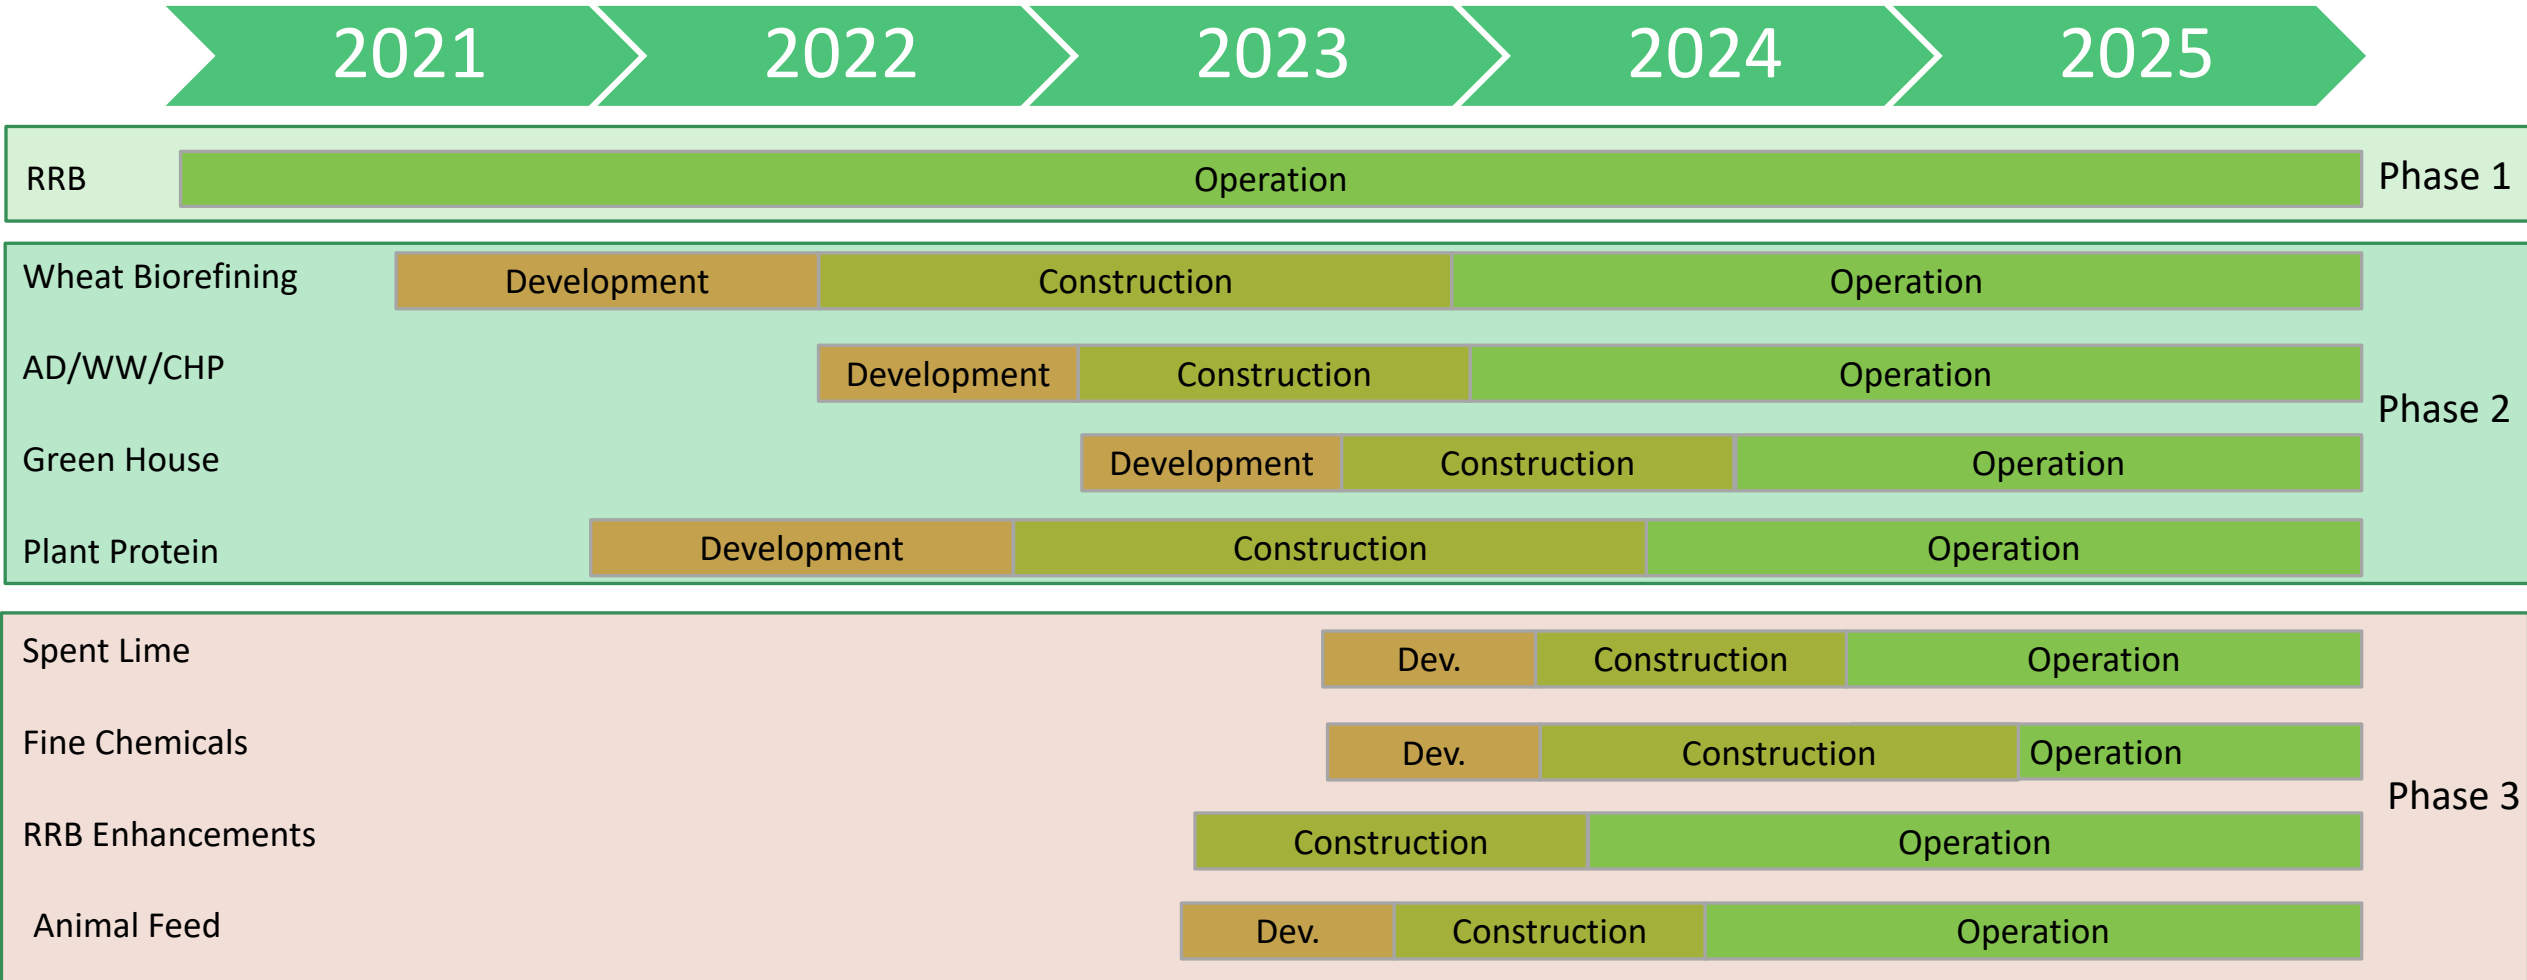 2021 2022 2023 2024 2025
RRB Operation Phase 1
Wheat Biorefining Development Construction Operation
AD/WW/CHP Development Construction Operation
Phase 2
Green House Development Construction Operation
Plant Protein Development Construction Operation
Spent Lime Dev. Construction Operation
Fine Chemicals Dev. Construction Operation
Phase 3
RRB Enhancements Construction Operation
Animal Feed Dev. Construction Operation